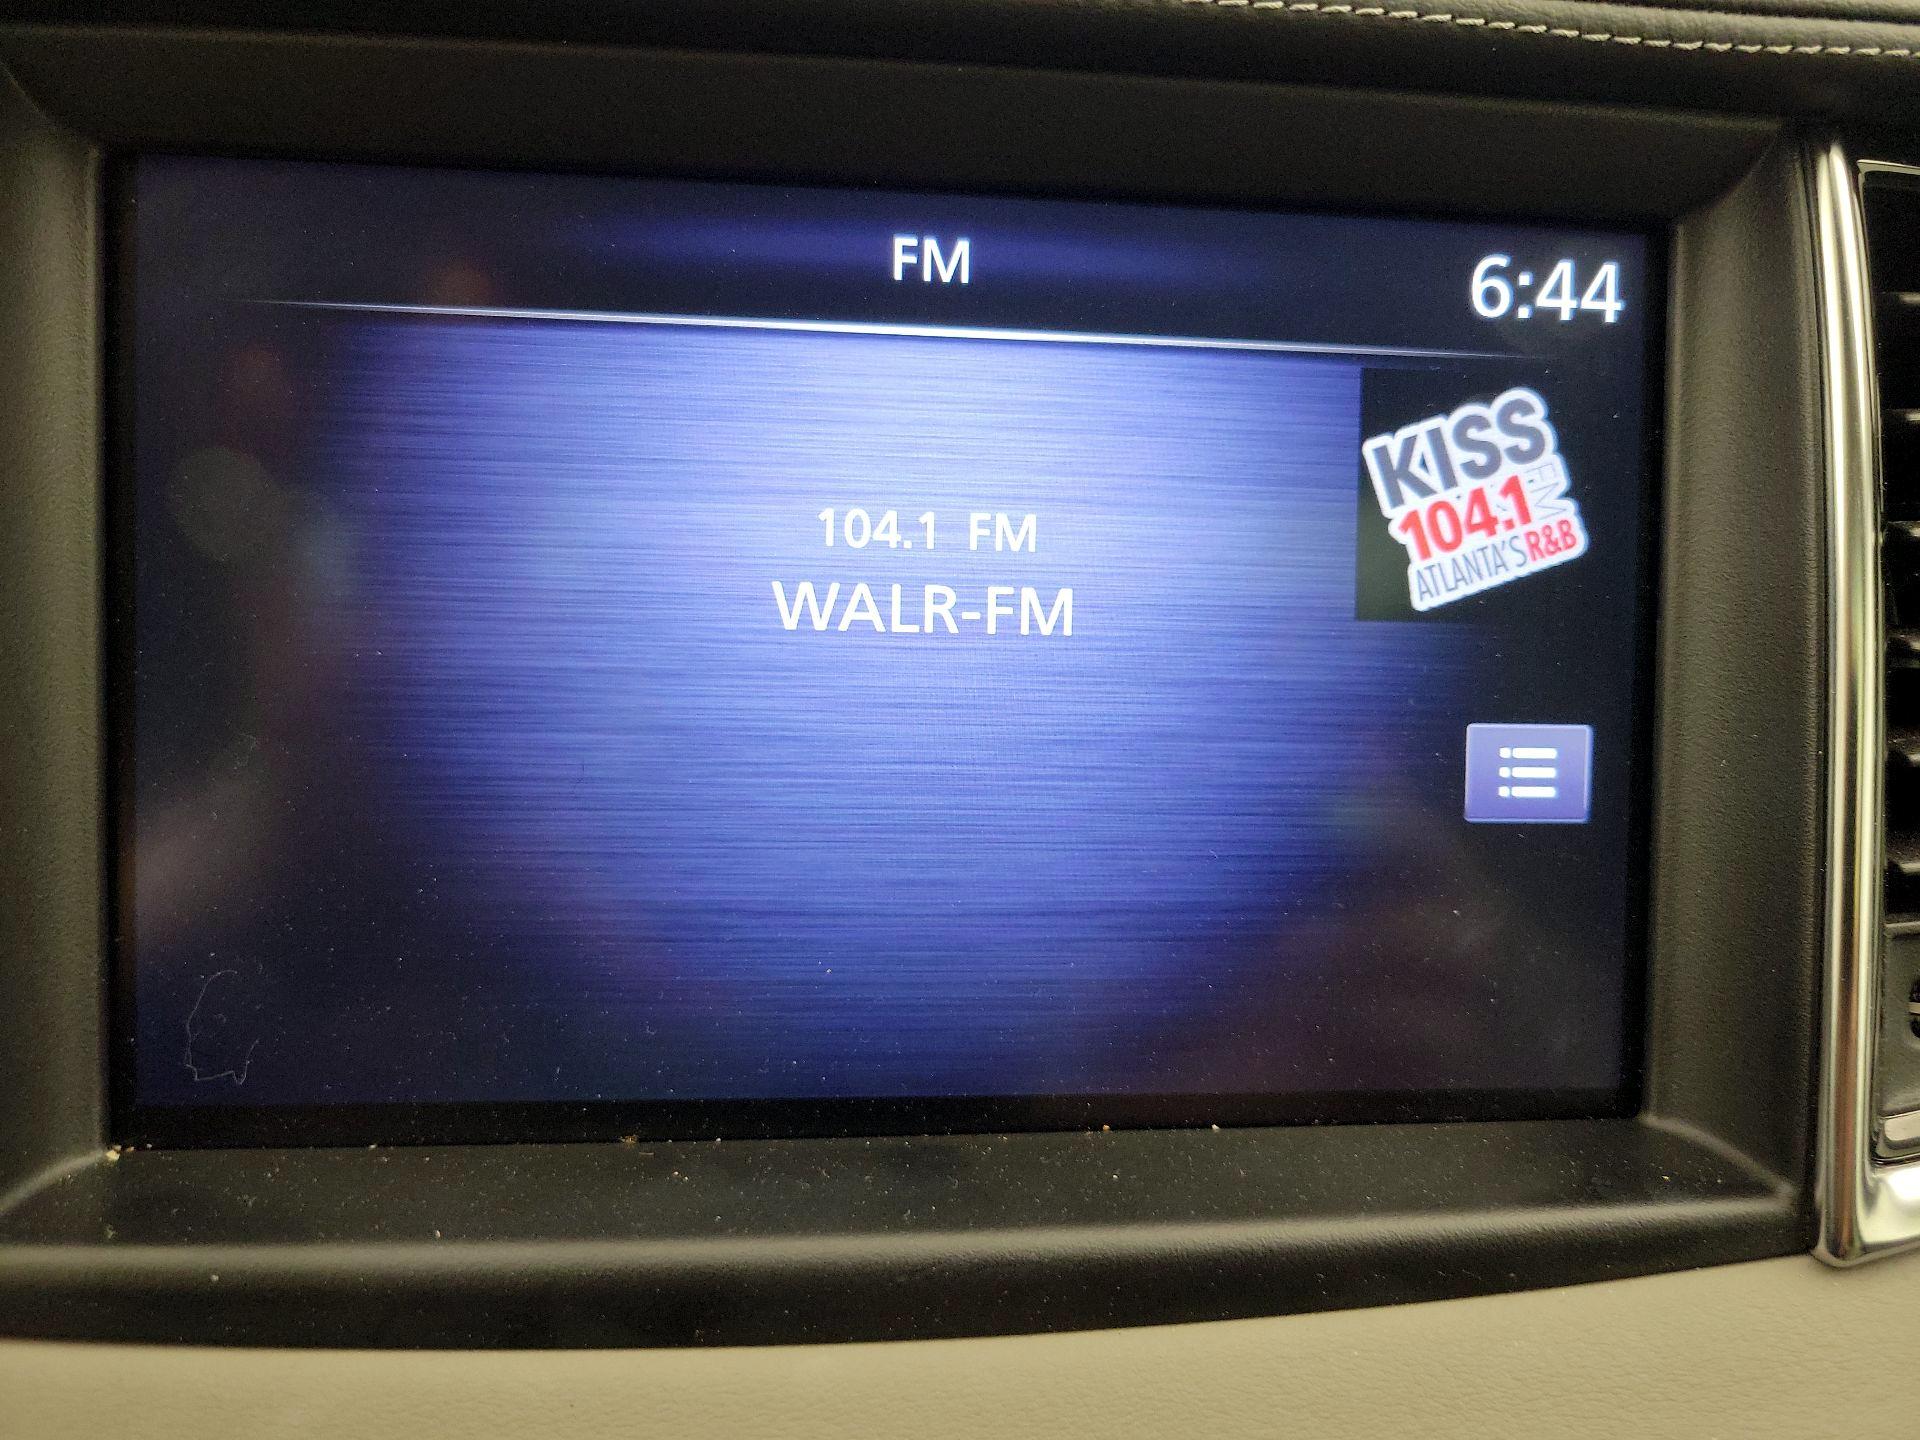 FM
6:44
104.1 FM
WALR-FM
KISS
104.1 FM
ATLANTA'S R&B